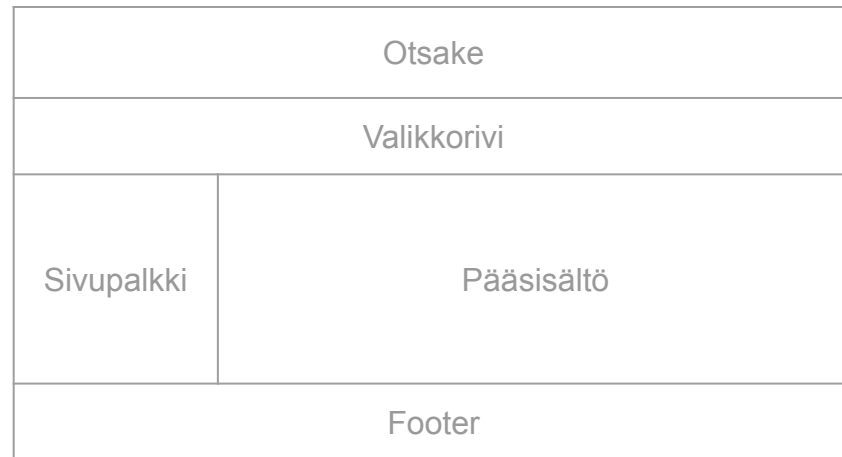 Otsake
Valikkorivi
Sivupalkki
Pääsisältö
Footer